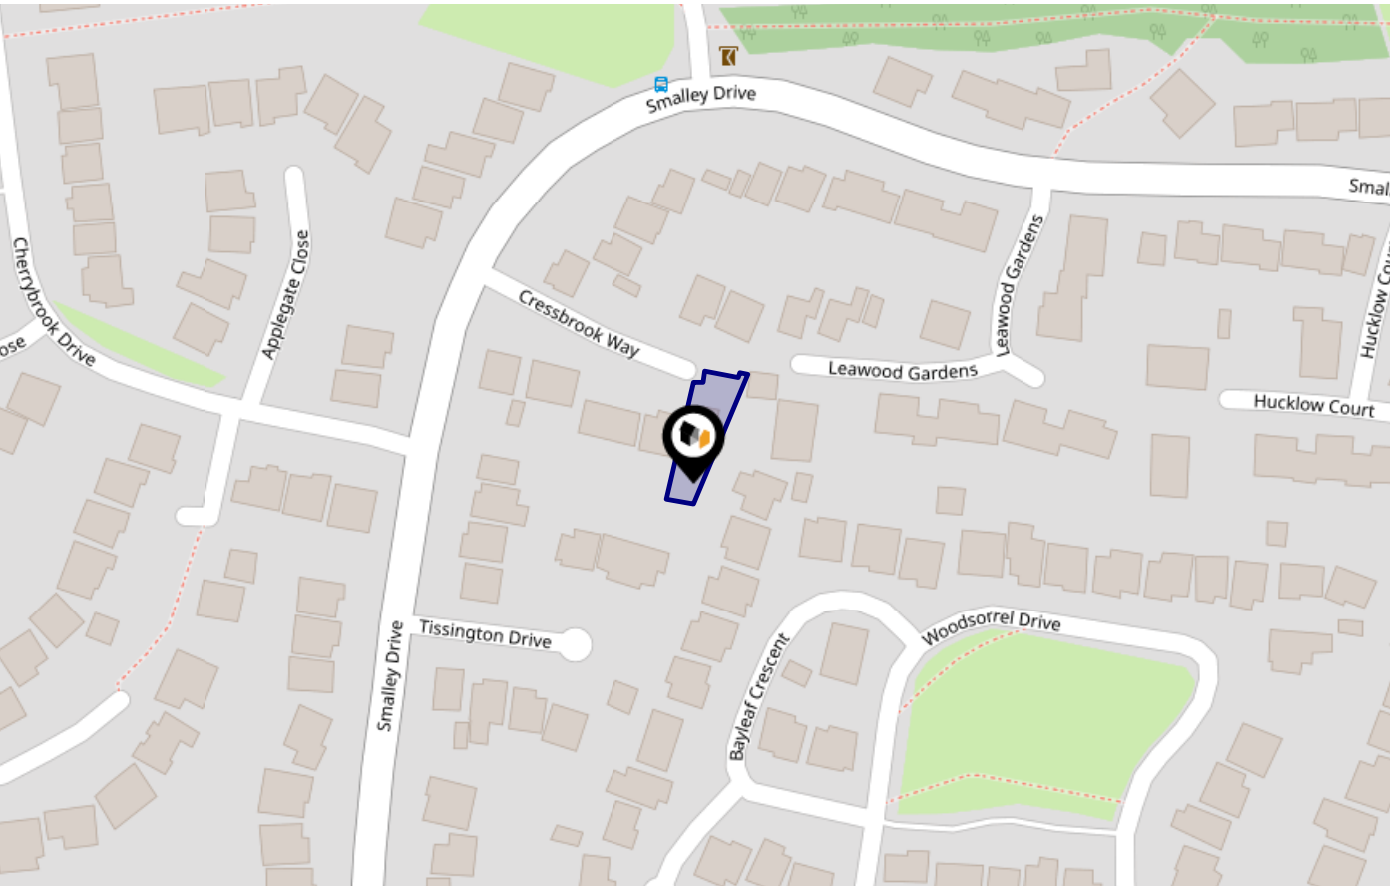 Smalley Drive
Smal
Cherrybrook Drive
Applegate Close
Cressbrook Way
Leawood Gardens
Hucklow Cou
ose
Leawood Gardens
Hucklow Court
Smalley Drive
Tissington Drive
Woodsorrel Drive
Bayleaf Crescent